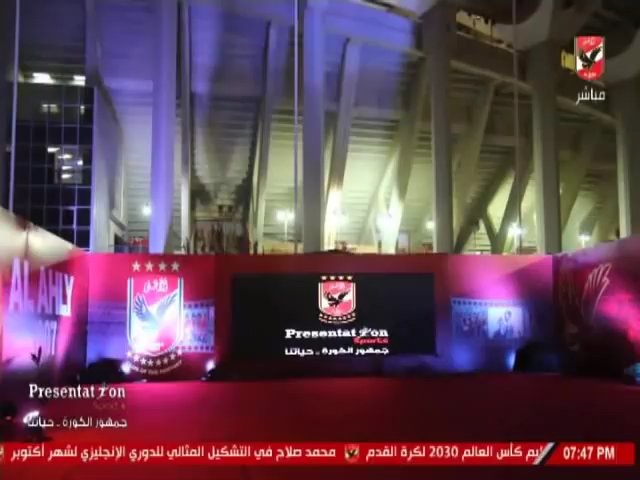 مباشر
AL AHLY
Presentation
Sports
جمهور الكورة .. حياتنا
Presentation
Sports
جمهور الكورة .. حياتنا
محمد صلاح في التشكيل المثالي للدوري الإنجليزي لشهر أكتوبر
يم كأس العالم 2030 لكرة القدم
07:47 PM